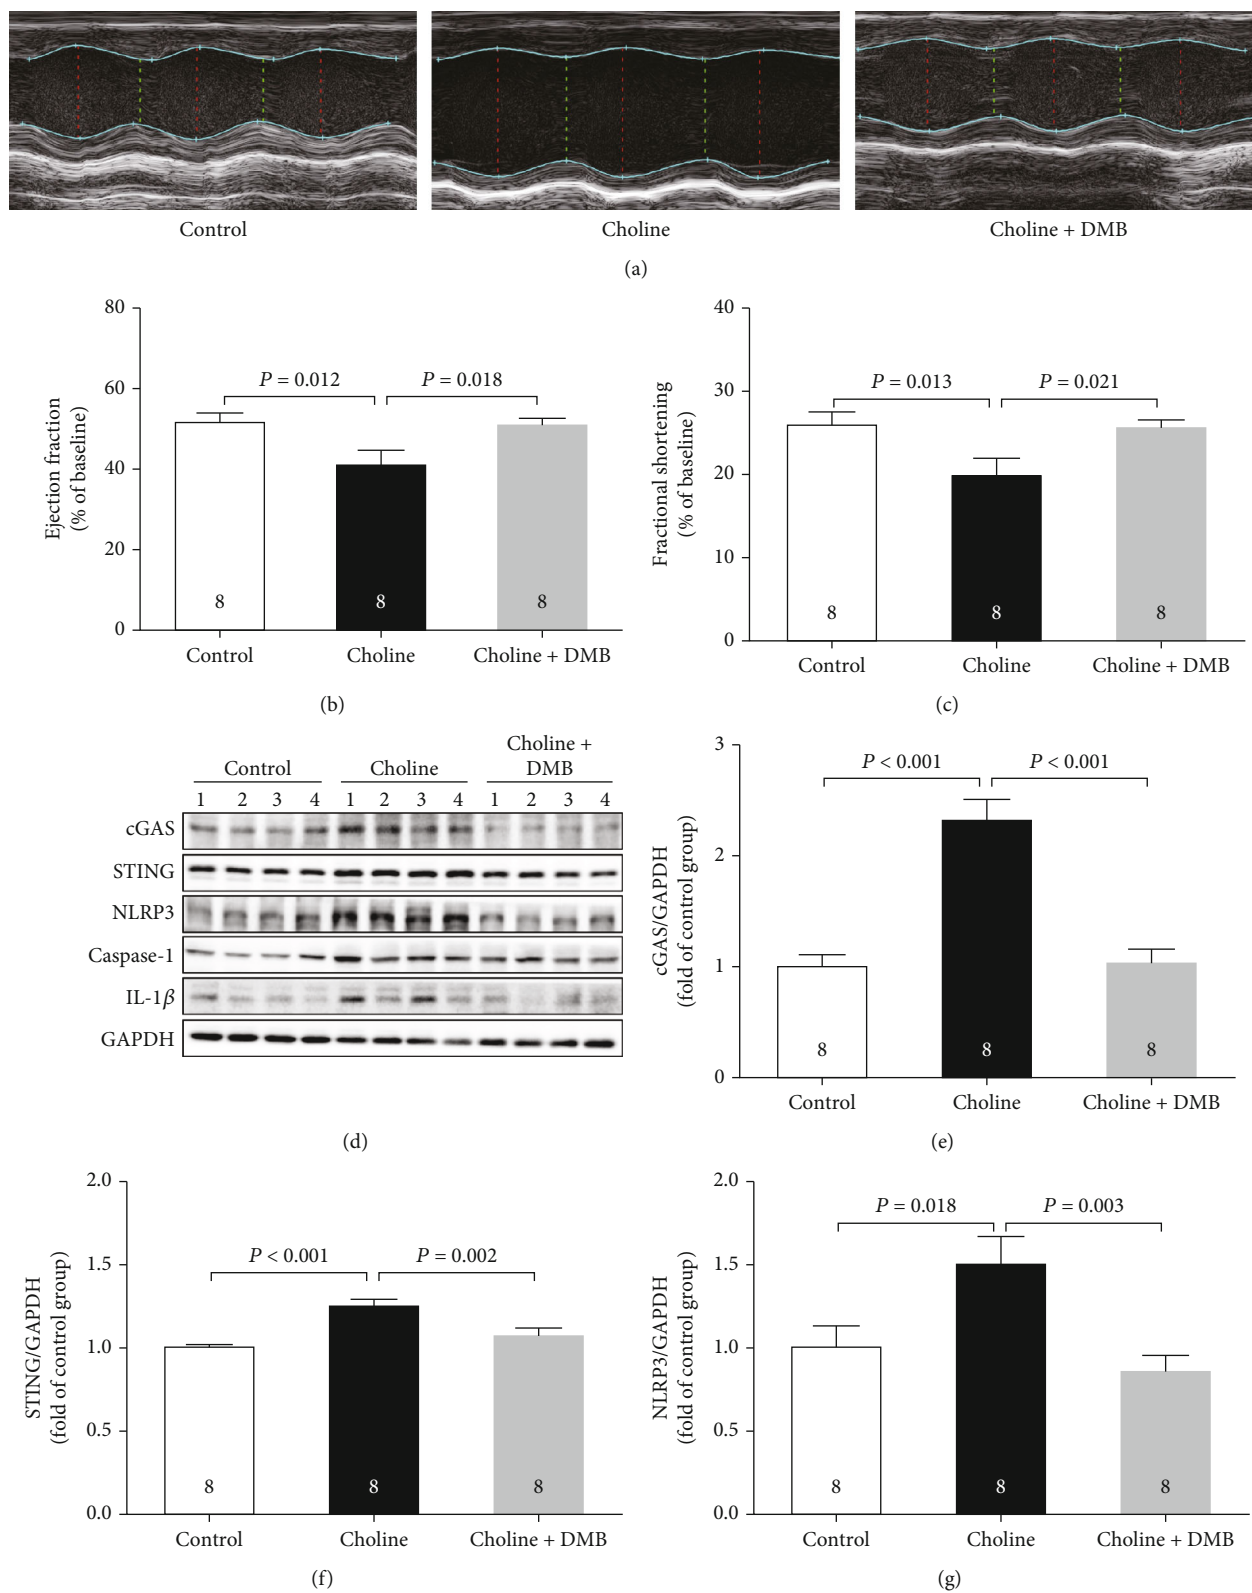 Control
Choline
Choline + DMB
(a)
80
60
40
20
0
Ejection fraction
(% of baseline)
P = 0.012
P = 0.018
8
8
8
Control
Choline
Choline + DMB
(b)
40
30
20
10
0
Fractional shortening
(% of baseline)
P = 0.013
P = 0.021
8
8
8
Control
Choline
Choline + DMB
(c)
Control
Choline
Choline +
DMB
1 2 3 4 1 2 3 4 1 2 3 4
cGAS
STING
NLRP3
Caspase-1
IL-1β
GAPDH
(d)
3
2
1
0
cGAS/GAPDH
(fold of control group)
P < 0.001
P < 0.001
8
8
8
Control
Choline
Choline + DMB
(e)
2.0
1.5
1.0
0.5
0.0
STING/GAPDH
(fold of control group)
P < 0.001
P = 0.002
8
8
8
Control
Choline
Choline + DMB
(f)
2.0
1.5
1.0
0.5
0.0
NLRP3/GAPDH
(fold of control group)
P = 0.018
P = 0.003
8
8
8
Control
Choline
Choline + DMB
(g)